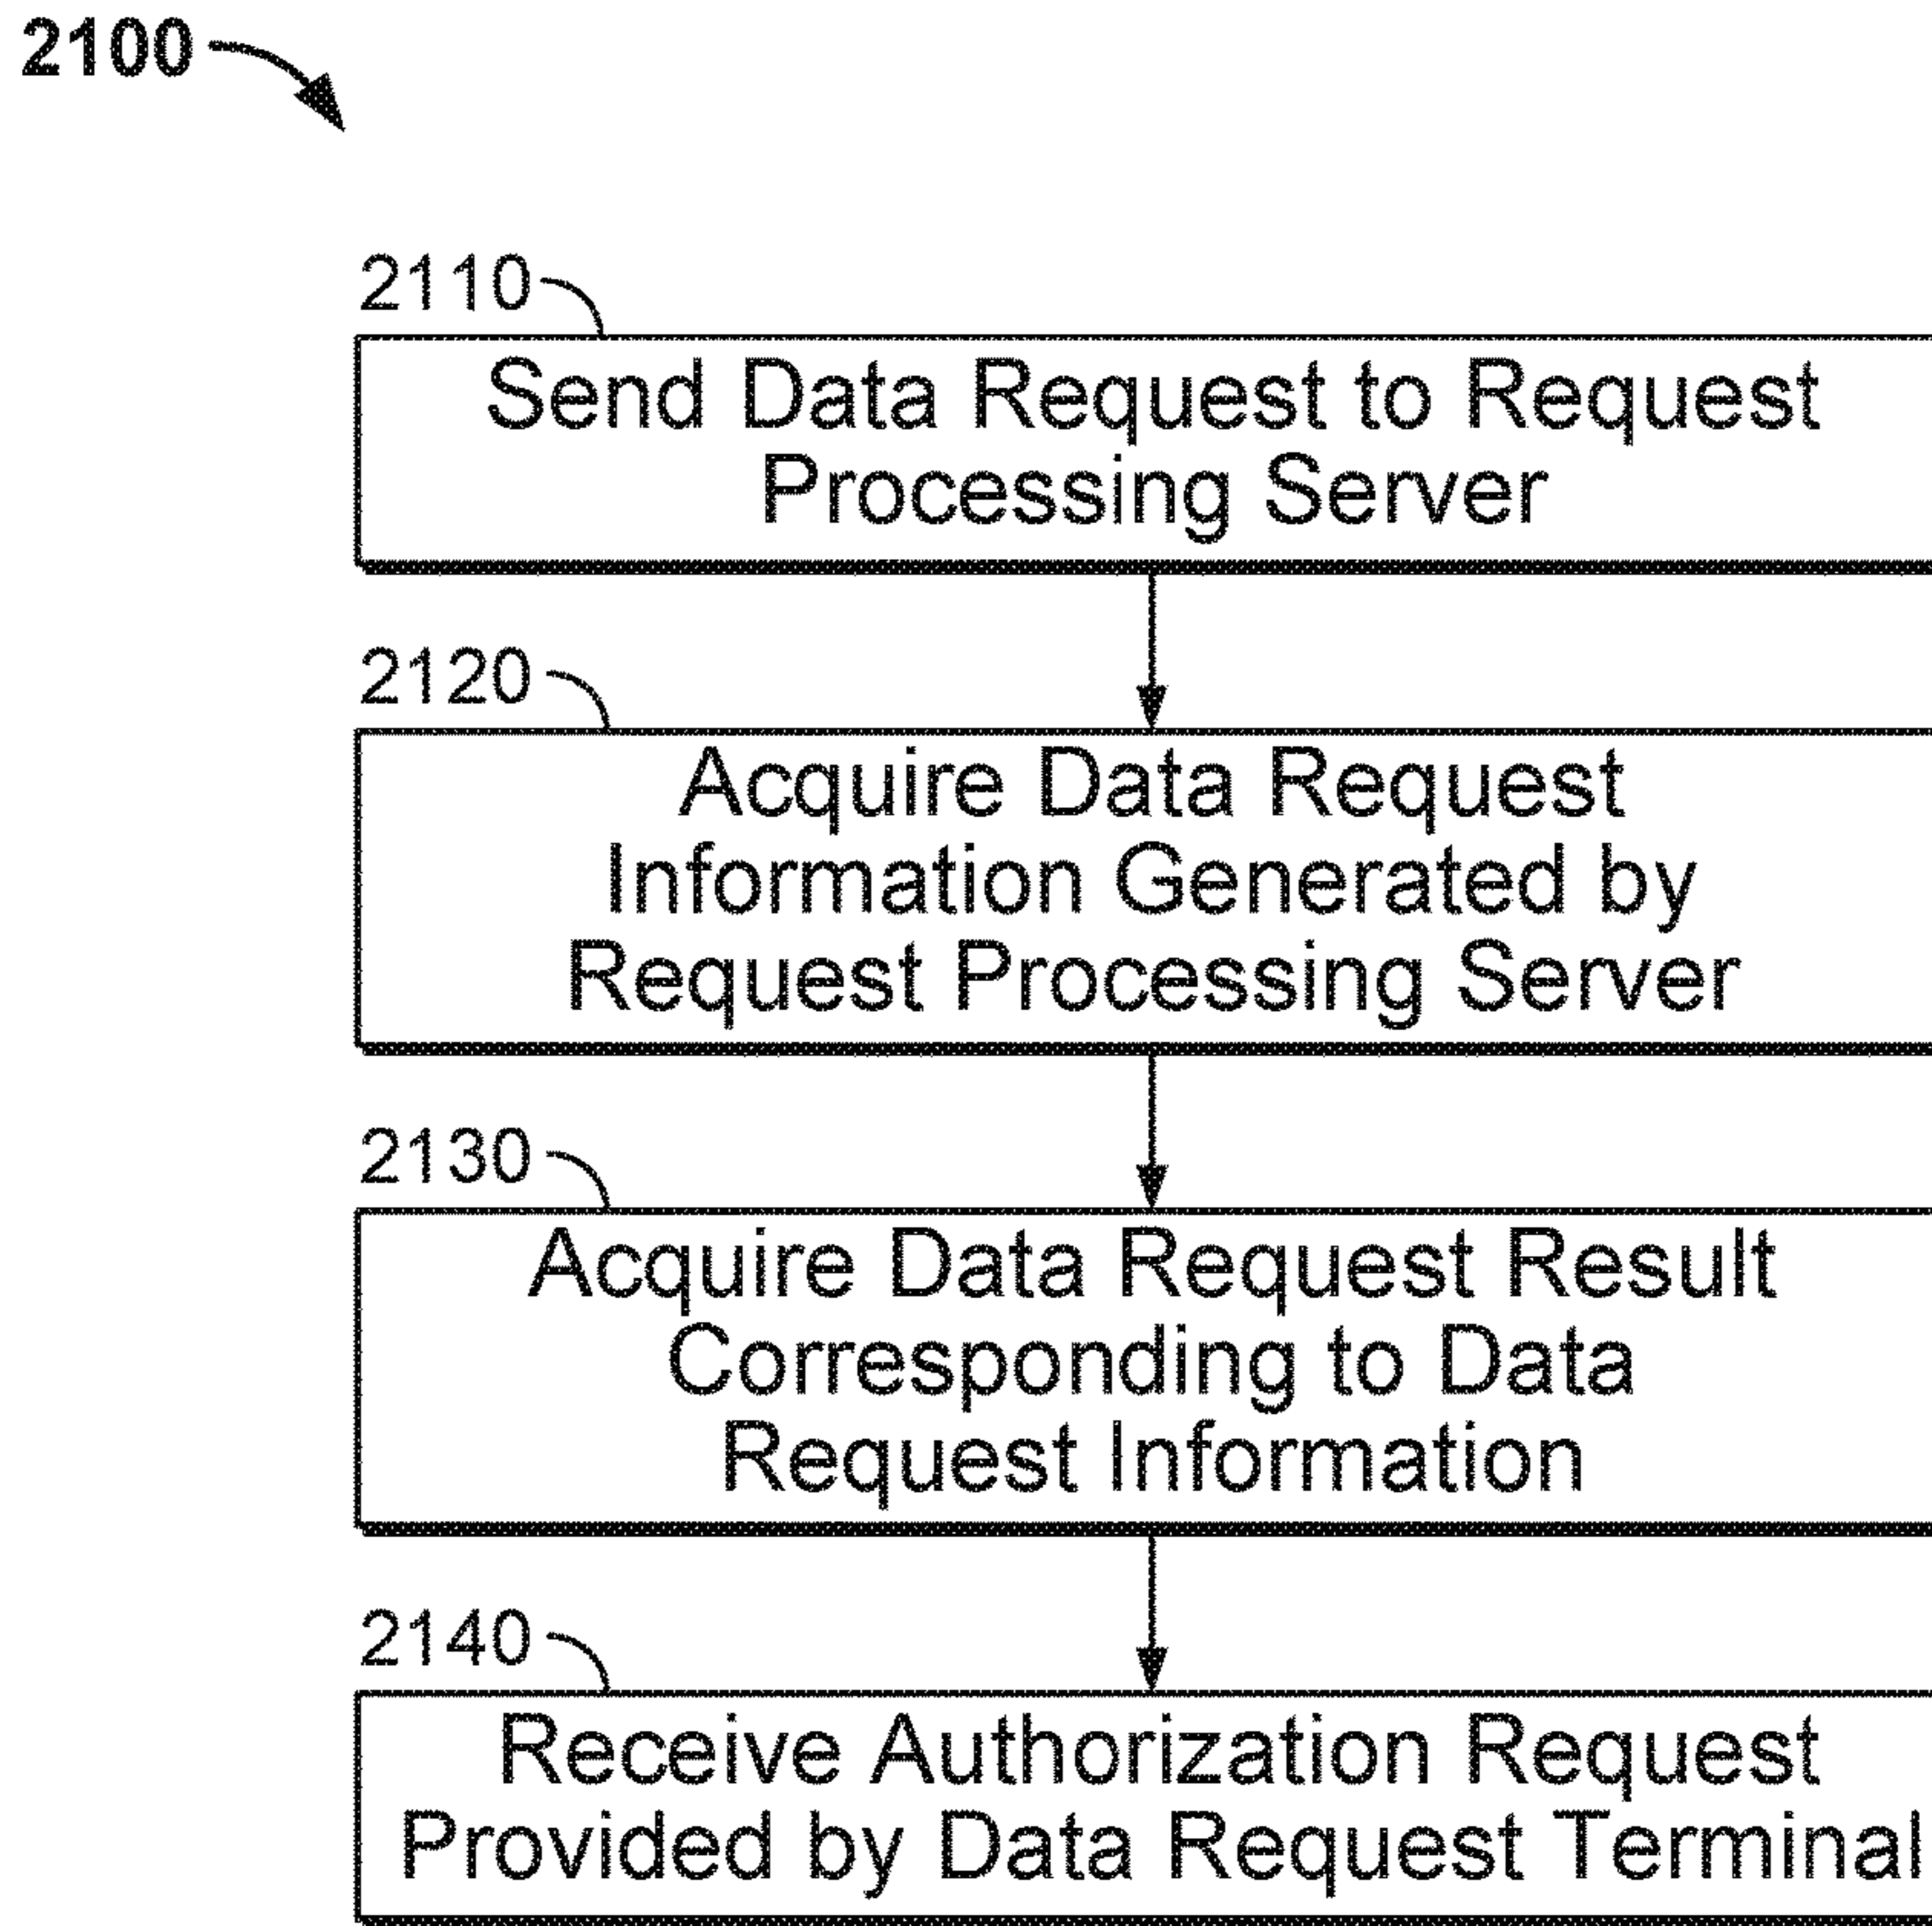 2100
2110
Send Data Request to Request
Processing Server
2120
Acquire Data Request
Information Generated by
Request Processing Server
2130
Acquire Data Request Result
Corresponding to Data
Request Information
2140
Receive Authorization Request
Provided by Data Request Terminal